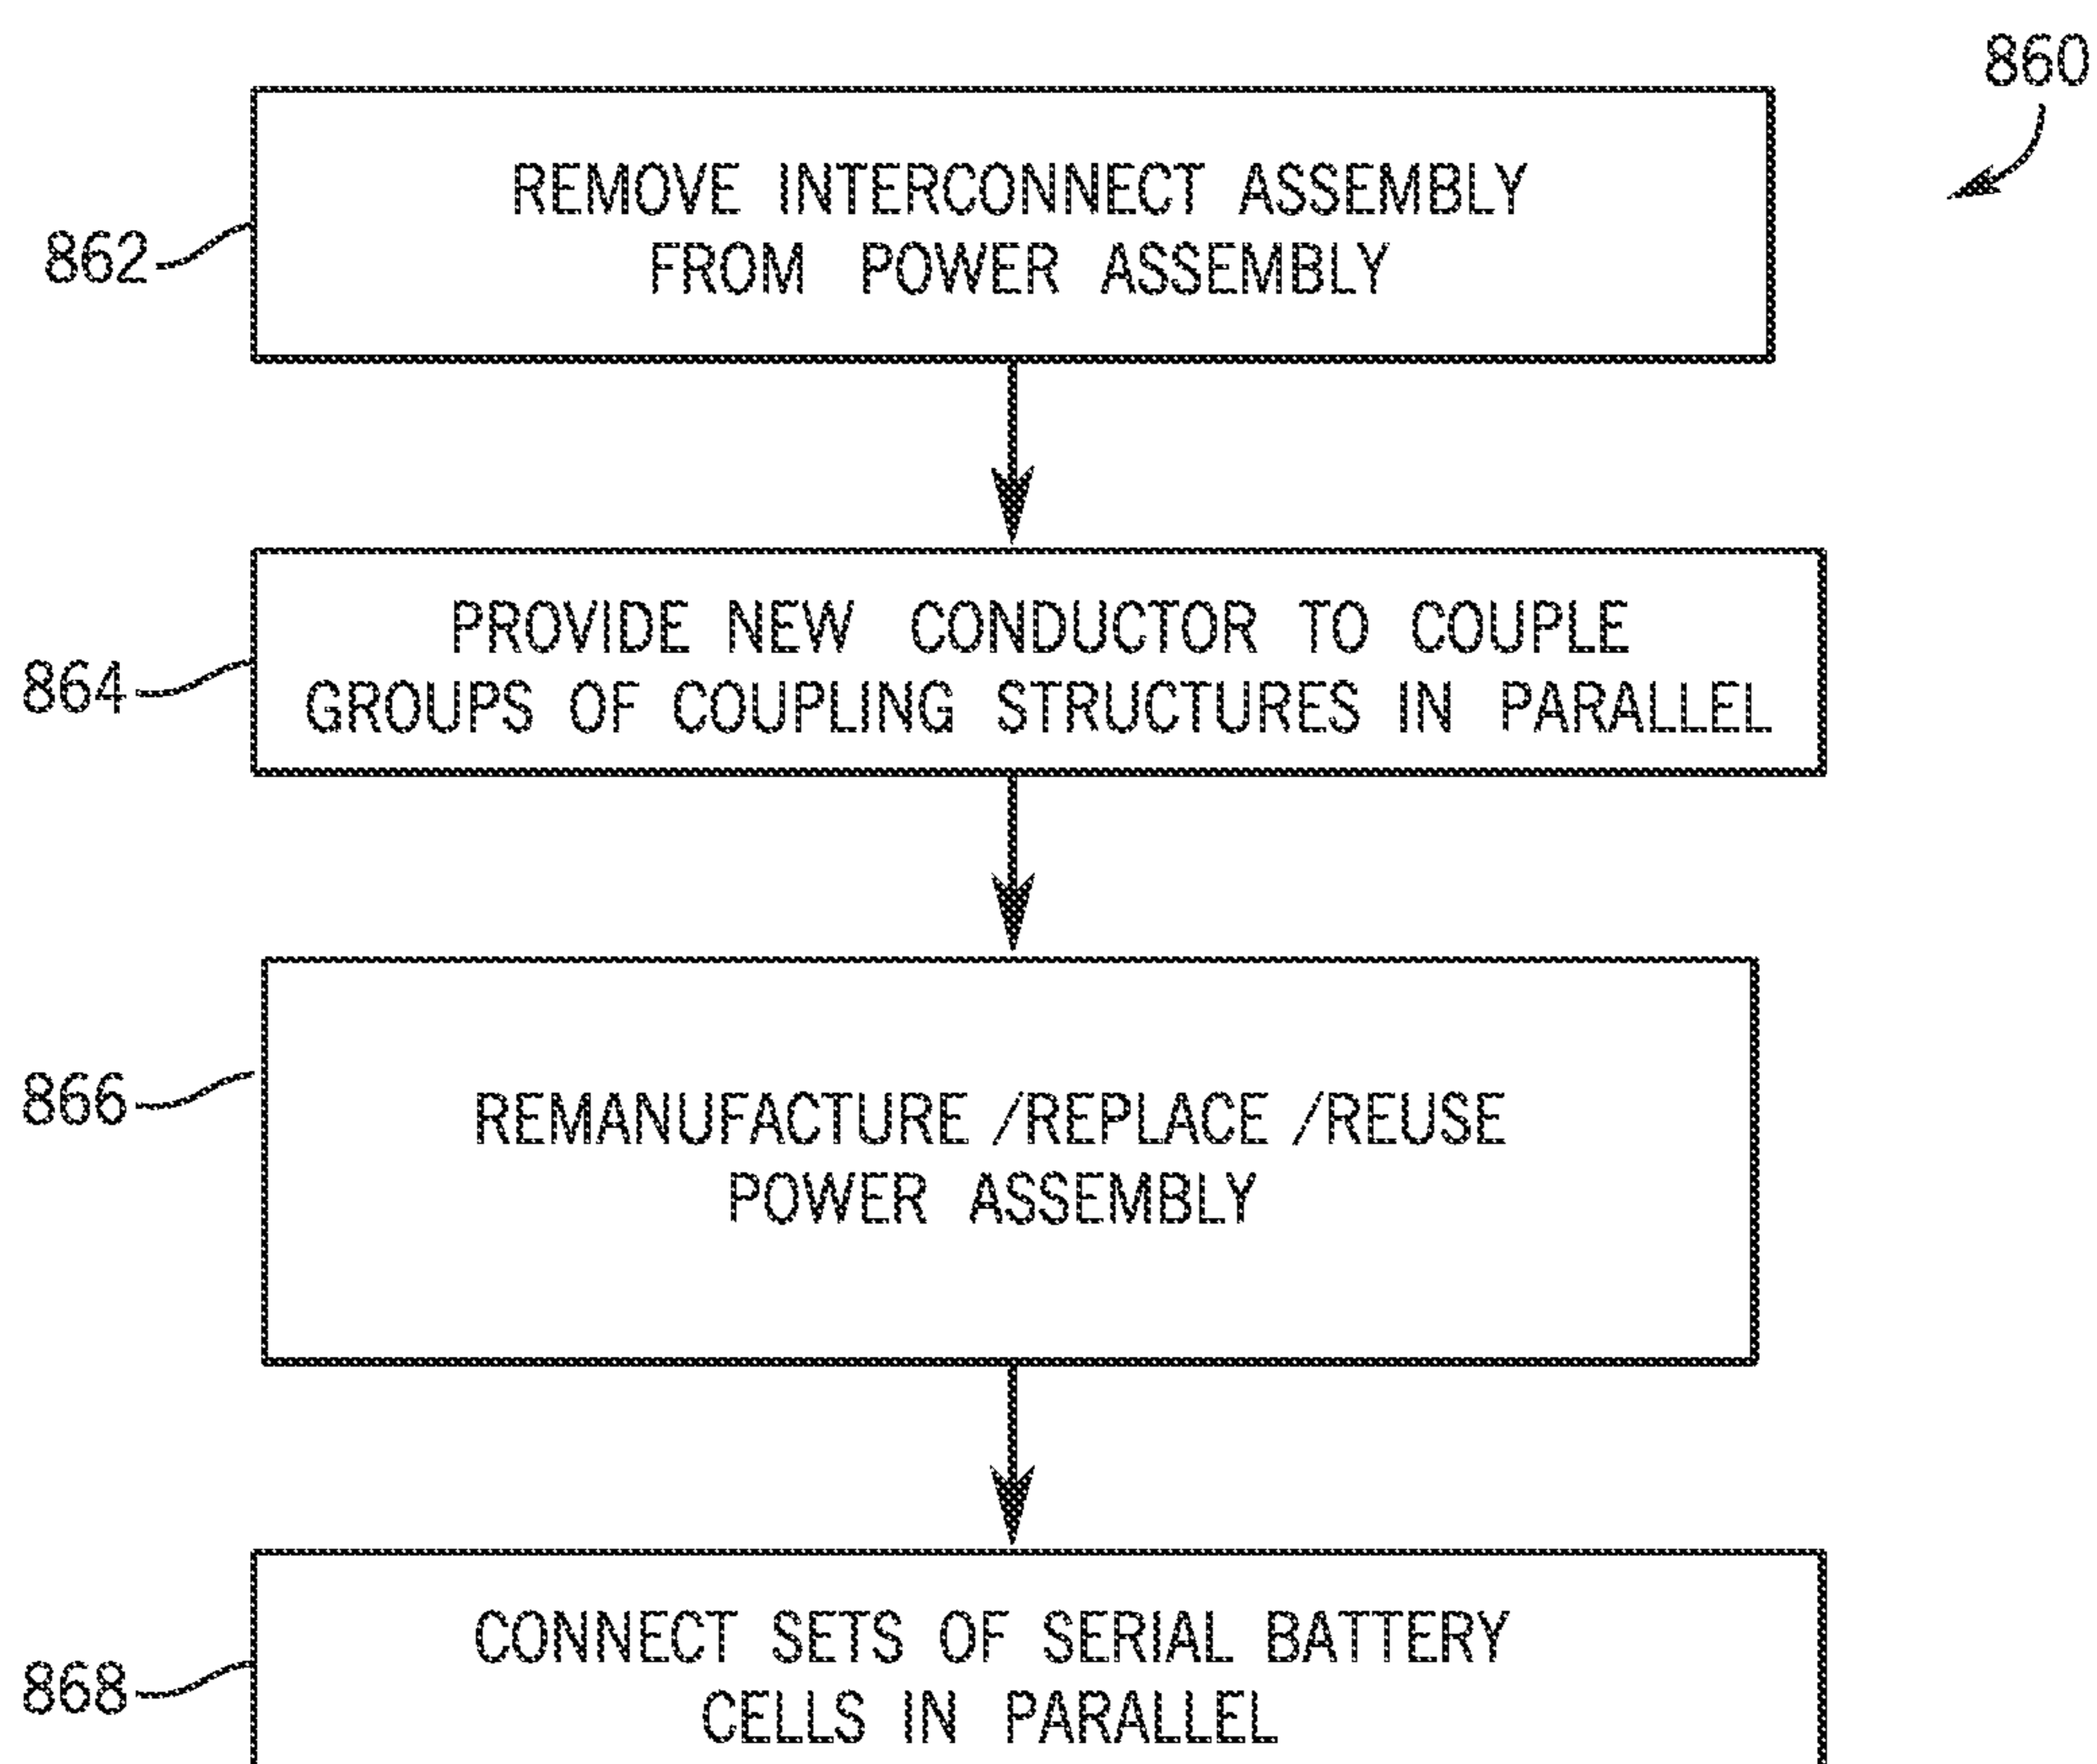 860
REMOVE INTERCONNECT ASSEMBLY
FROM POWER ASSEMBLY
862
PROVIDE NEW CONDUCTOR TO COUPLE
GROUPS OF COUPLING STRUCTURES IN PARALLEL
864
REMANUFACTURE /REPLACE /REUSE
POWER ASSEMBLY
866
CONNECT SETS OF SERIAL BATTERY
CELLS IN PARALLEL
868